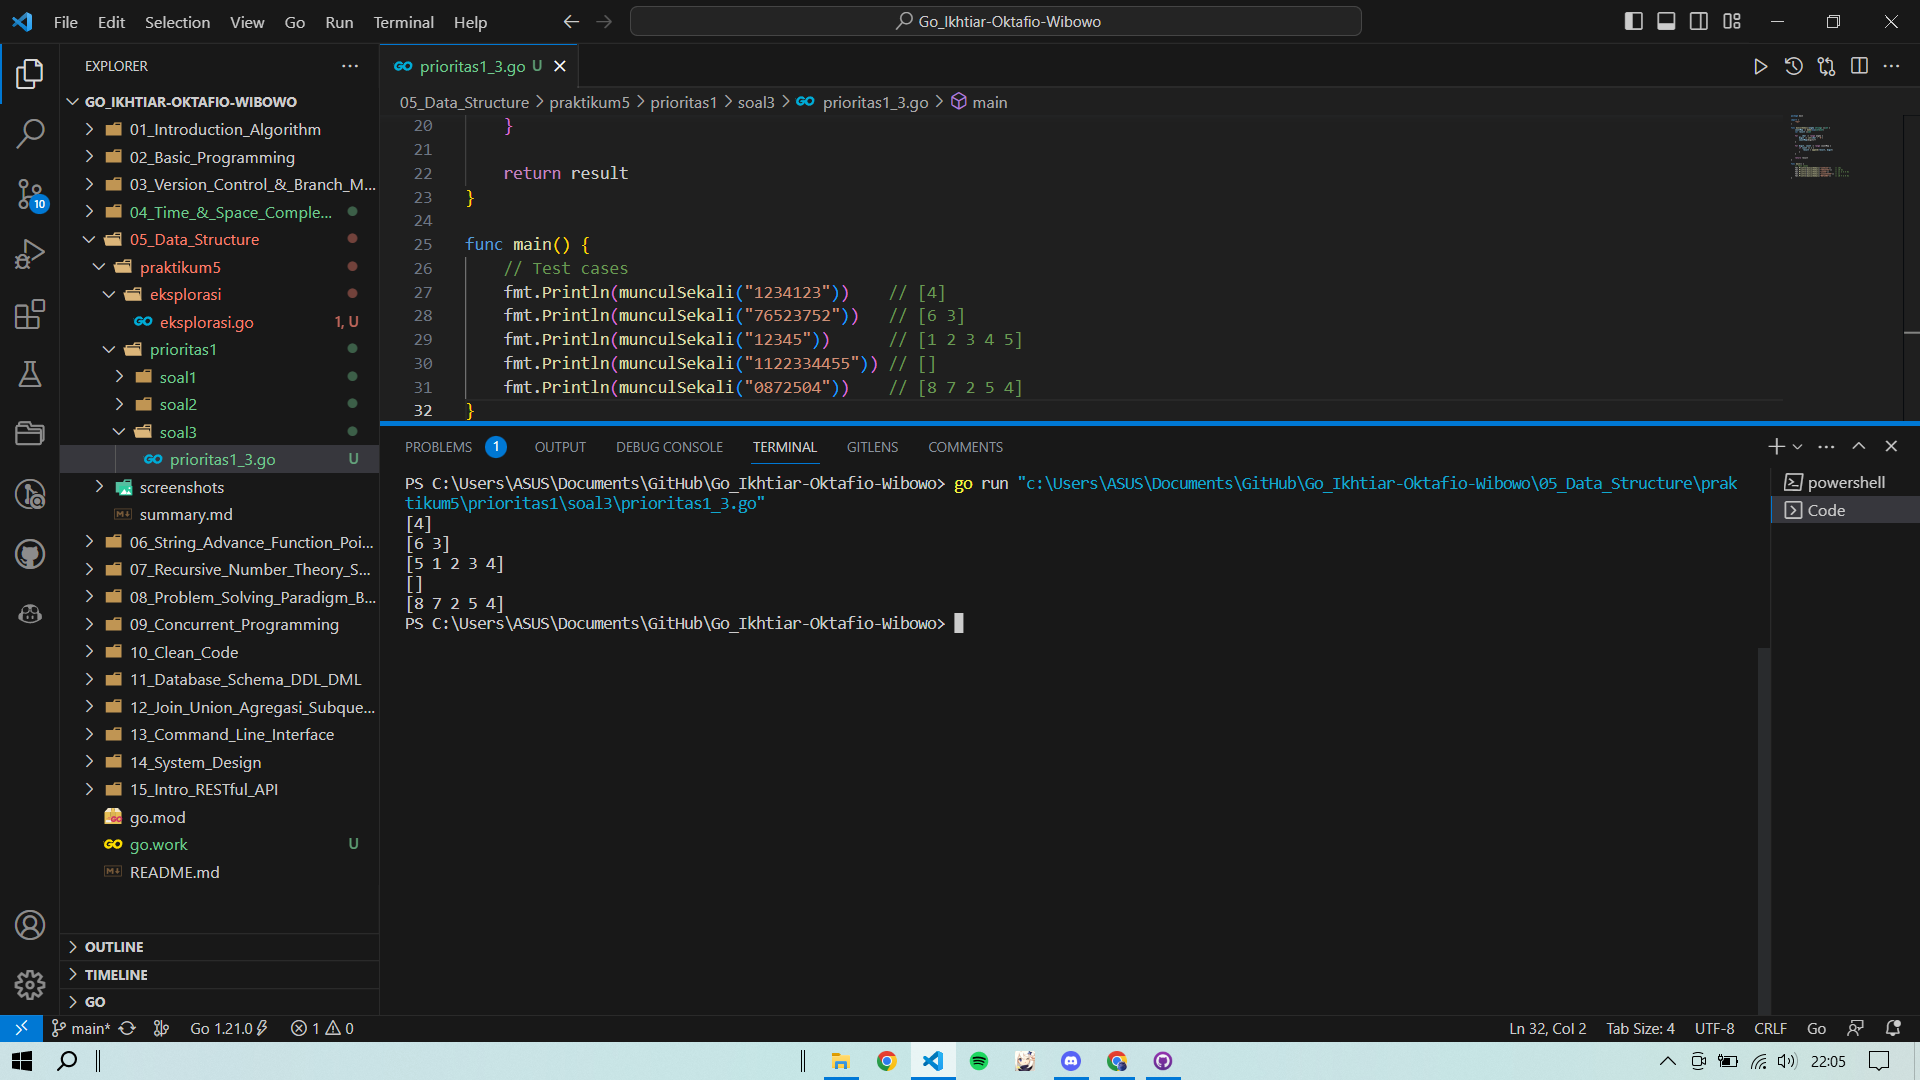 File Edit Selection View Go Run Terminal Help
Go_Ikhtiar-Oktafio-Wibowo
EXPLORER
GO_IKHTIAR-OKTAFIO-WIBOWO
01_Introduction_Algorithm
02_Basic_Programming
03_Version_Control_&_Branch_M...
04_Time_&_Space_Comple...
05_Data_Structure
praktikum5
eksplorasi
eksplorasi.go 1, U
prioritas1
soal1
soal2
soal3
prioritas1_3.go U
screenshots
summary.md
06_String_Advance_Function_Poi...
07_Recursive_Number_Theory_S...
08_Problem_Solving_Paradigm_B...
09_Concurrent_Programming
10_Clean_Code
11_Database_Schema_DDL_DML
12_Join_Union_Agregasi_Subque...
13_Command_Line_Interface
14_System_Design
15_Intro_RESTful_API
go.mod
go.work U
README.md
OUTLINE
TIMELINE
GO
10
prioritas1_3.go U
05_Data_Structure > praktikum5 > prioritas1 > soal3 > prioritas1_3.go > main
20 }
21
22 return result
23 }
24
25 func main() {
26 // Test cases
27 fmt.Println(munculSekali("1234123")) // [4]
28 fmt.Println(munculSekali("76523752")) // [6 3]
29 fmt.Println(munculSekali("12345")) // [1 2 3 4 5]
30 fmt.Println(munculSekali("1122334455")) // []
31 fmt.Println(munculSekali("0872504")) // [8 7 2 5 4]
32 }
PROBLEMS 1 OUTPUT DEBUG CONSOLE TERMINAL GITLENS COMMENTS
PS C:\Users\ASUS\Documents\GitHub\Go_Ikhtiar-Oktafio-Wibowo> go run "c:\Users\ASUS\Documents\GitHub\Go_Ikhtiar-Oktafio-Wibowo\05_Data_Structure\prak
tikum5\prioritas1\soal3\prioritas1_3.go"
[4]
[6 3]
[5 1 2 3 4]
[]
[8 7 2 5 4]
PS C:\Users\ASUS\Documents\GitHub\Go_Ikhtiar-Oktafio-Wibowo>
powershell
Code
main* Go 1.21.0 1 0
Ln 32, Col 2 Tab Size: 4 UTF-8 CRLF Go
22:05